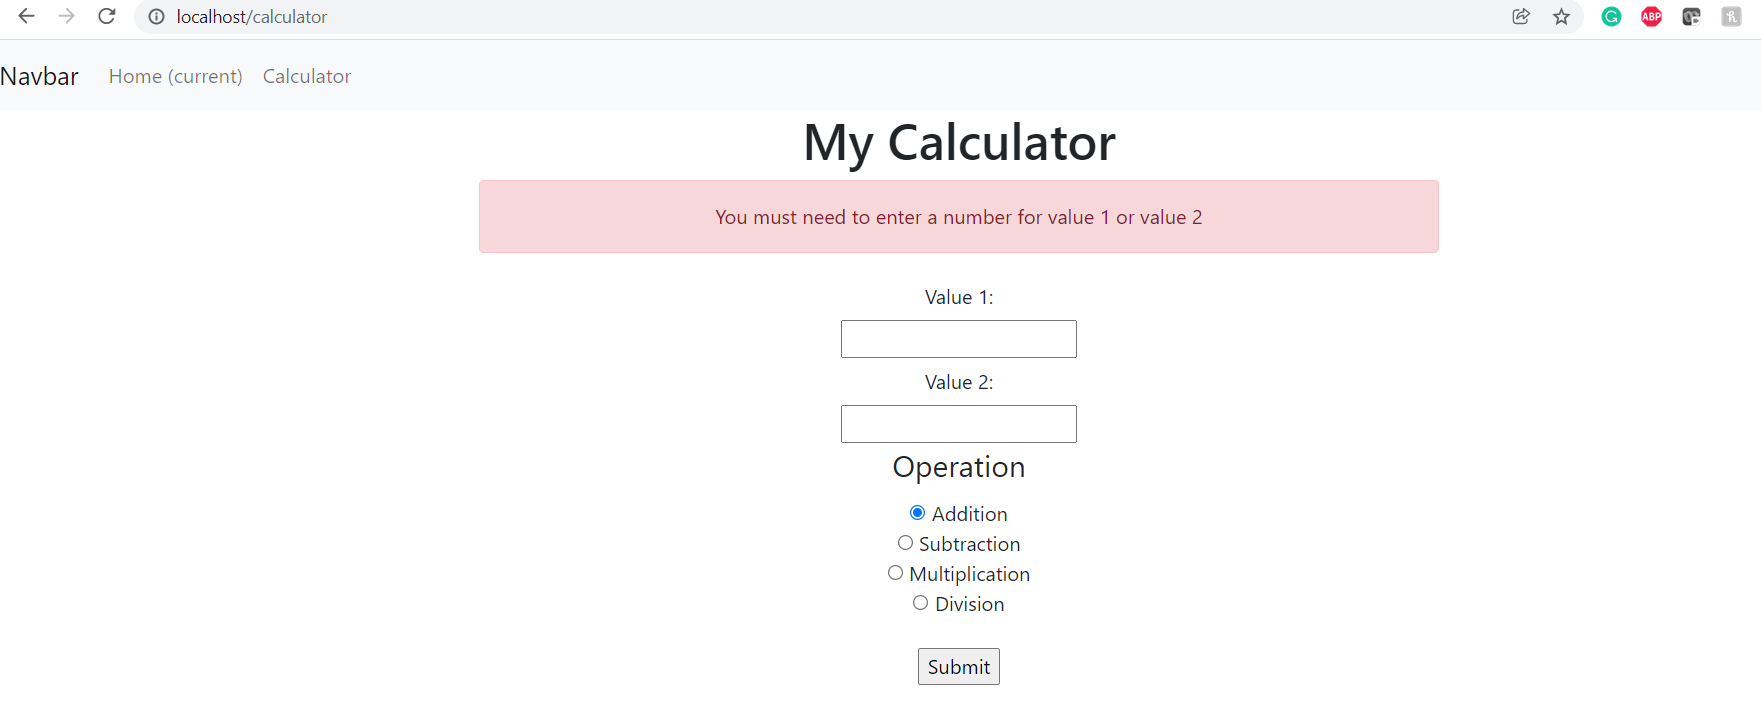 localhost/calculator
ABP
Navbar Home (current) Calculator
My Calculator
You must need to enter a number for value 1 or value 2
Value 1:
Value 2:
Operation
Addition
Subtraction
Multiplication
Division
Submit